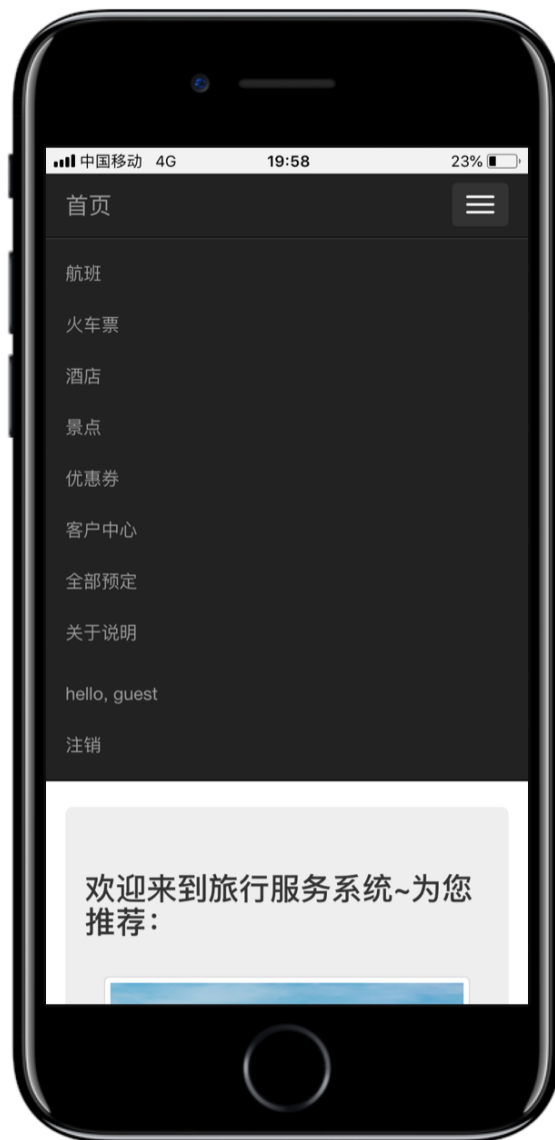 中国移动 4G 19:58 23%
首页
航班
火车票
酒店
景点
优惠券
客户中心
全部预定
关于说明
hello, guest
注销
欢迎来到旅行服务系统~为您
推荐：